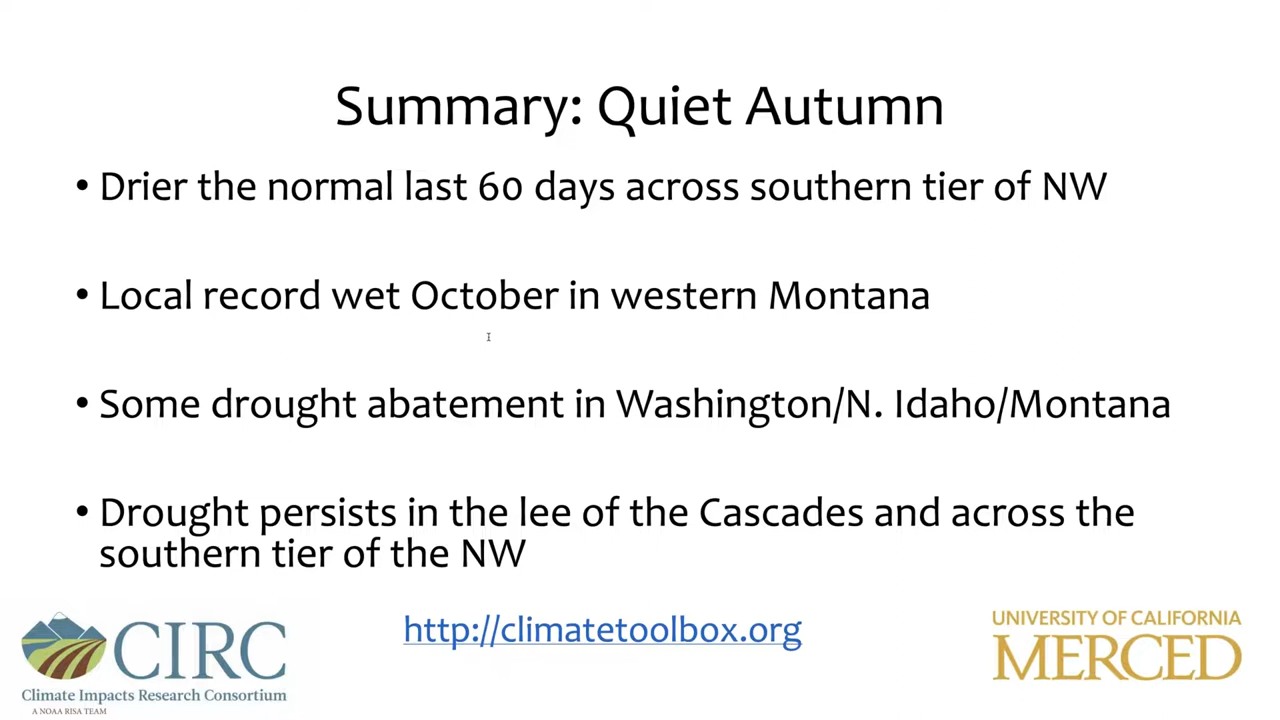 Summary: Quiet Autumn
• Drier the normal last 60 days across southern tier of NW
• Local record wet October in western Montana
• Some drought abatement in Washington/N. Idaho/Montana
• Drought persists in the lee of the Cascades and across the
southern tier of the NW
CIRC
Climate Impacts Research Consortium
A NOAA RISA TEAM
http://climatetoolbox.org
UNIVERSITY OF CALIFORNIA
MERCED